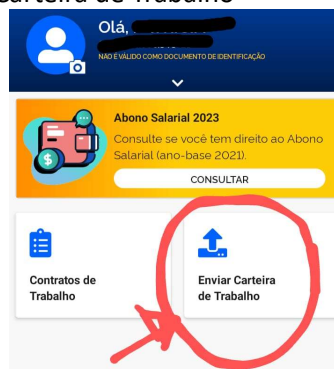 Carteira de Trabalho
Olá,
NÃO É VÁLIDO COMO DOCUMENTO DE IDENTIFICAÇÃO
Abono Salarial 2023
Consulte se você tem direito ao Abono
Salarial (ano-base 2021).
CONSULTAR
Contratos de
Trabalho
Enviar Carteira
de Trabalho